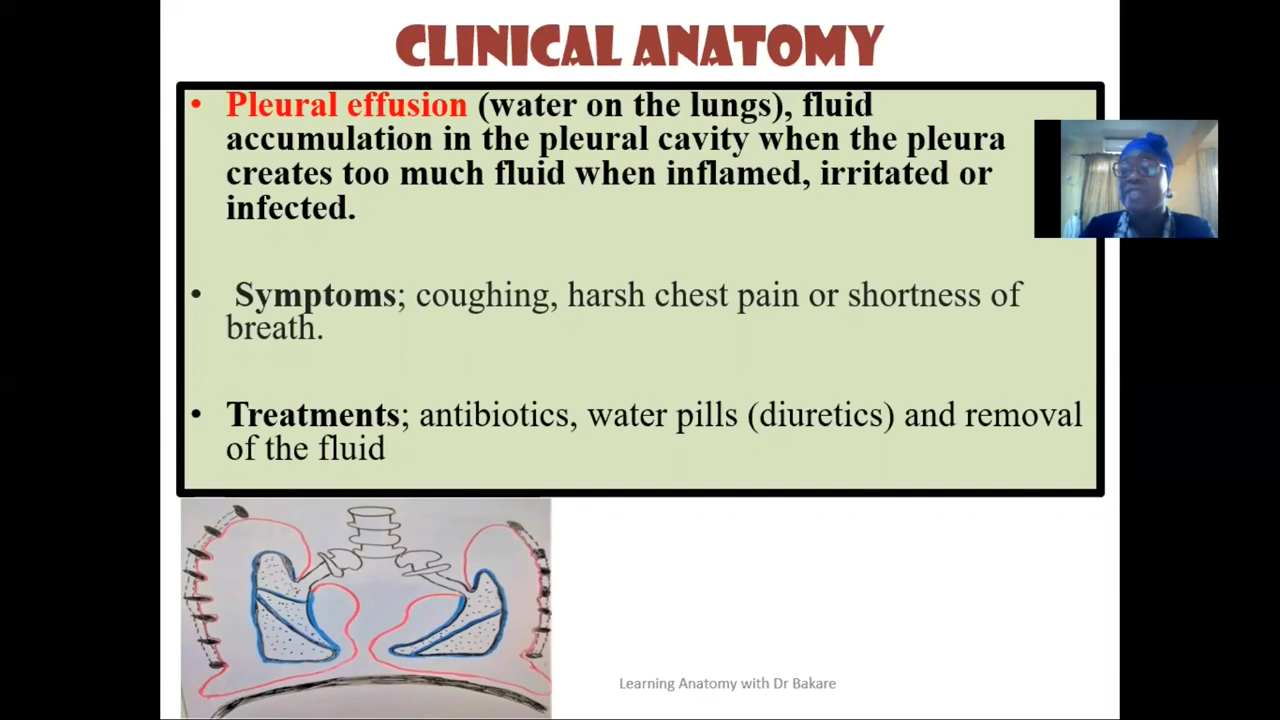 CLINICAL ANATOMY
• Pleural effusion (water on the lungs), fluid
accumulation in the pleural cavity when the pleura
creates too much fluid when inflamed, irritated or
infected.
• Symptoms; coughing, harsh chest pain or shortness of
breath.
• Treatments; antibiotics, water pills (diuretics) and removal
of the fluid
Learning Anatomy with Dr Bakare